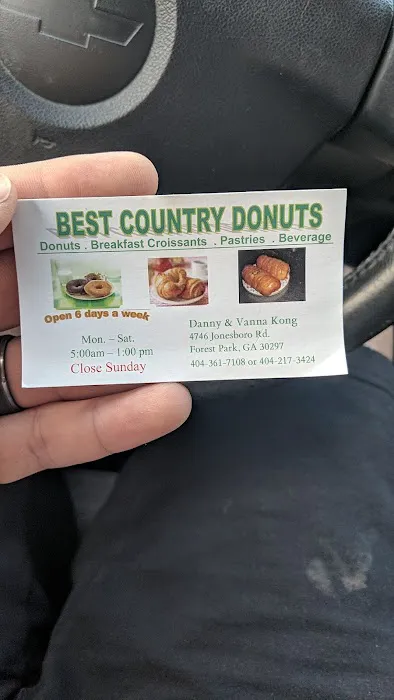 BEST COUNTRY DONUTS
Donuts . Breakfast Croissants . Pastries . Beverage
Open 6 days a week
Mon. – Sat.
5:00am – 1:00 pm
Close Sunday
Danny & Vanna Kong
4746 Jonesboro Rd.
Forest Park, GA 30297
404-361-7108 or 404-217-3424